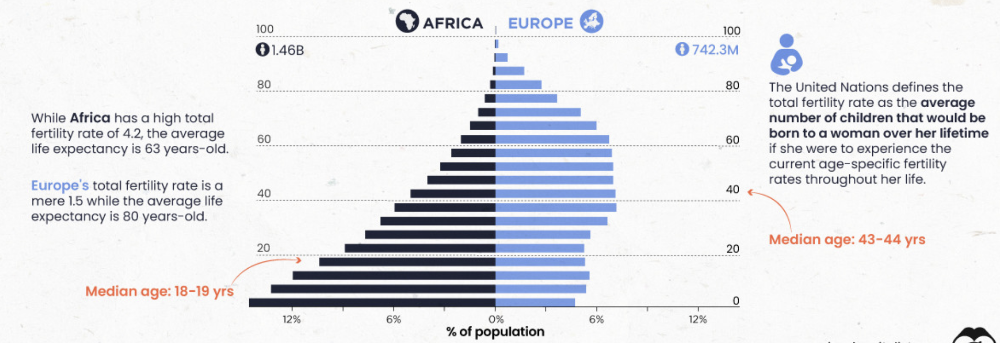 AFRICA
EUROPE
100
100
1.46B
742.3M
80
80
60
60
40
40
20
20
0
12%
6%
0%
6%
12%
% of population
While Africa has a high total
fertility rate of 4.2, the average
life expectancy is 63 years-old.
Europe's total fertility rate is a
mere 1.5 while the average life
expectancy is 80 years-old.
Median age: 18-19 yrs
The United Nations defines the
total fertility rate as the average
number of children that would be
born to a woman over her lifetime
if she were to experience the
current age-specific fertility
rates throughout her life.
Median age: 43-44 yrs